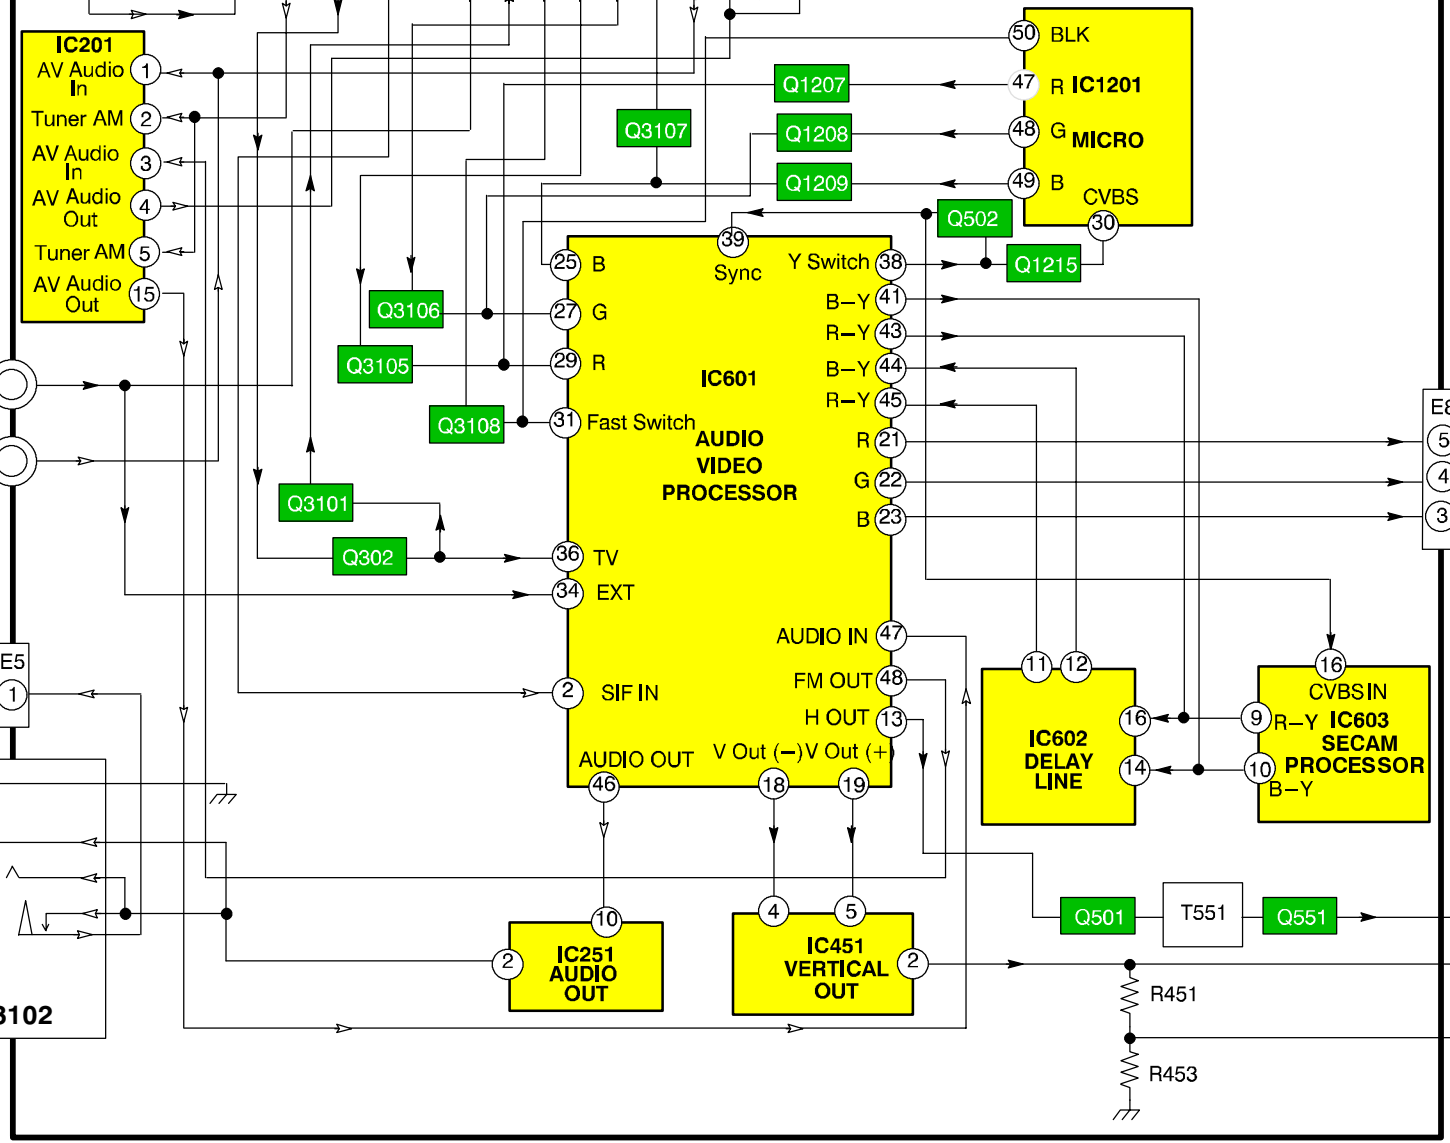 IC201
AV Audio
In
1
Tuner AM
2
AV Audio
In
3
AV Audio
Out
4
Tuner AM
5
AV Audio
Out
15
50 BLK
47 R IC1201
48 G MICRO
49 B
CVBS
30
Q1207
Q1208
Q1209
Q3107
Q502
Q1215
39
Sync
25 B
27 G
29 R
31 Fast Switch
36 TV
34 EXT
2 SIF IN
Y Switch 38
B–Y 41
R–Y 43
B–Y 44
R–Y 45
R 21
G 22
B 23
AUDIO IN 47
FM OUT 48
H OUT 13
IC601
AUDIO
VIDEO
PROCESSOR
AUDIO OUT
46
V Out (–)
18
V Out (+)
19
Q3106
Q3105
Q3108
Q3101
Q302
5
4
3
E5
1
11
12
16
14
IC602
DELAY
LINE
16
CVBS IN
9 R–Y
10
B–Y
IC603
SECAM
PROCESSOR
10
2
IC251
AUDIO
OUT
4
5
2
IC451
VERTICAL
OUT
Q501
T551
Q551
R451
R453
3102